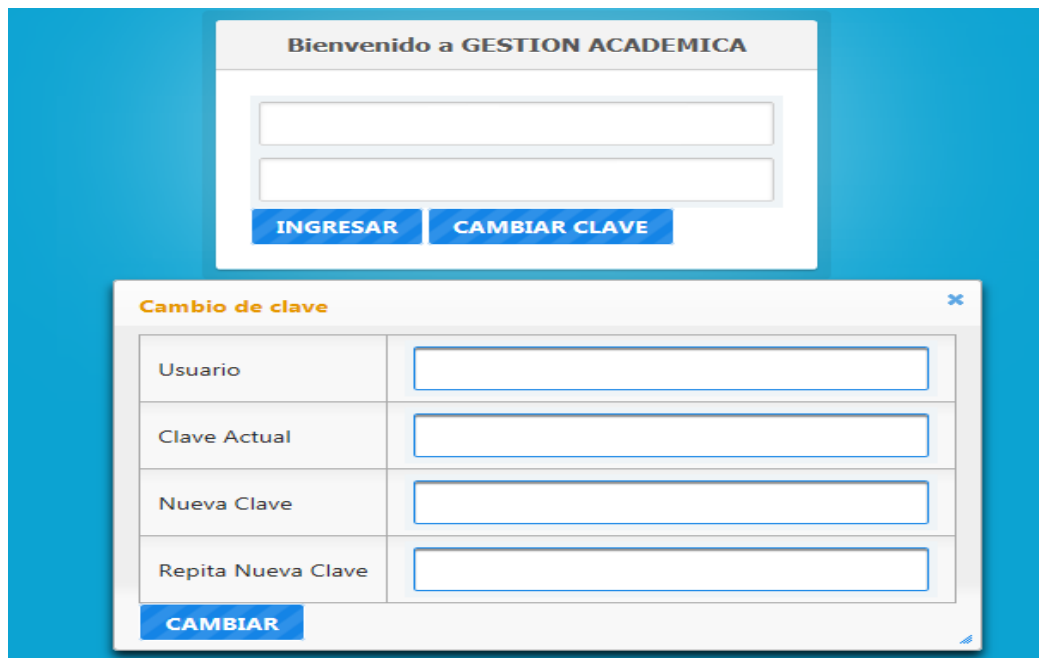 Bienvenido a GESTION ACADEMICA
INGRESAR CAMBIAR CLAVE
Cambio de clave
Usuario
Clave Actual
Nueva Clave
Repita Nueva Clave
CAMBIAR